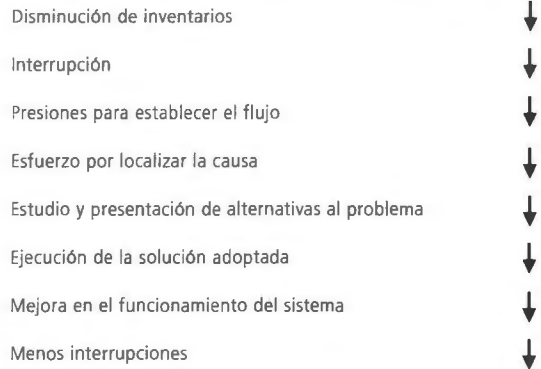 Disminución de inventarios
Interrupción
Presiones para establecer el flujo
Esfuerzo por localizar la causa
Estudio y presentación de alternativas al problema
Ejecución de la solución adoptada
Mejora en el funcionamiento del sistema
Menos interrupciones